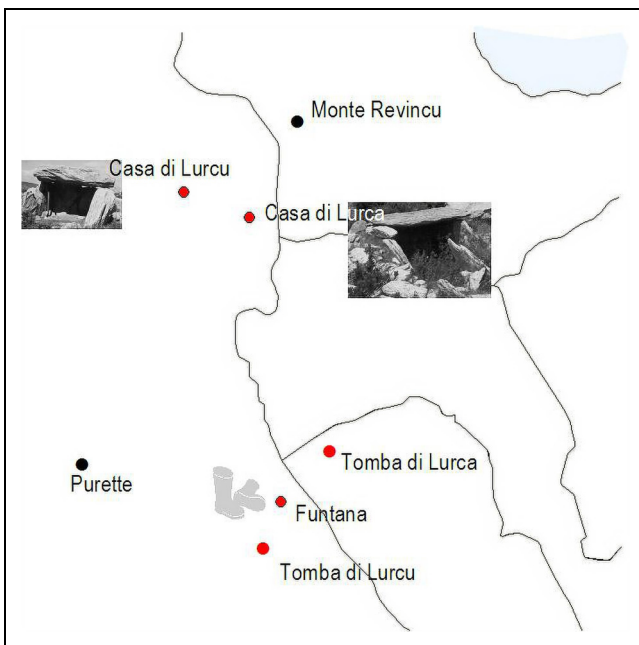 Monte Revincu
Casa di Lurcu
Casa di Lurca
Tomba di Lurca
Purette
Funtana
Tomba di Lurcu